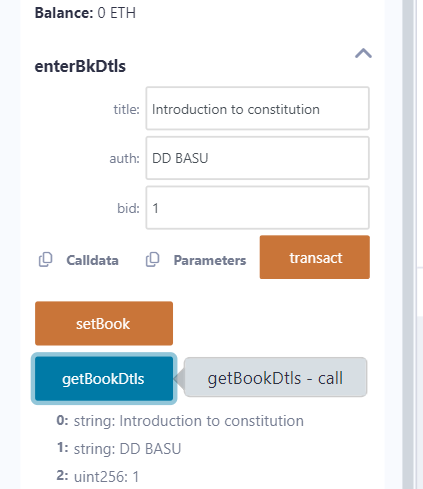 Balance: 0 ETH
enterBkDtls
title: Introduction to constitution
auth: DD BASU
bid: 1
Calldata Parameters transact
setBook
getBookDtls getBookDtls - call
0: string: Introduction to constitution
1: string: DD BASU
2: uint256: 1